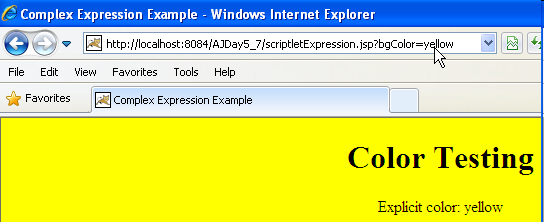 Complex Expression Example - Windows Internet Explorer
http://localhost:8084/AJDay5_7/scriptletExpression.jsp?bgColor=yellow
File Edit View Favorites Tools Help
Favorites Complex Expression Example
Color Testing
Explicit color: yellow